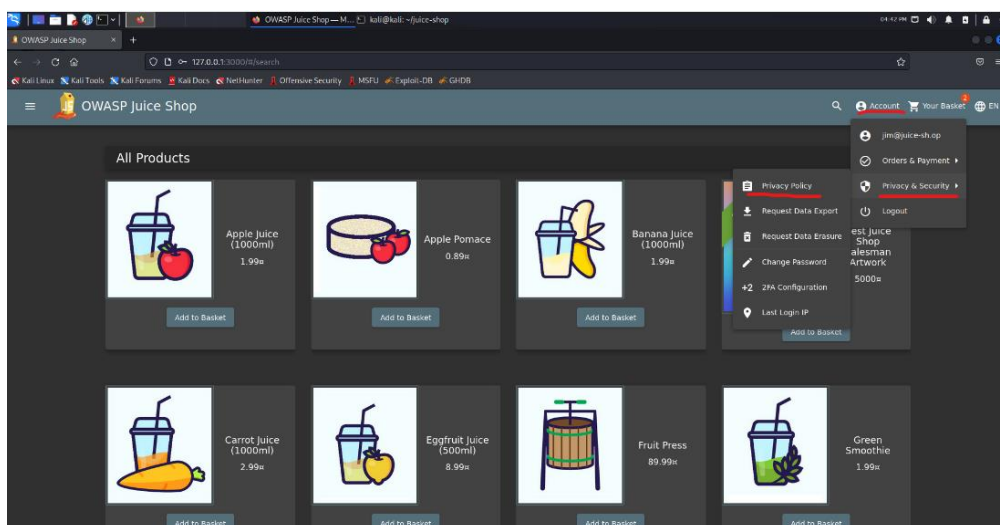 OWASP Juice Shop — M...
kali@kali: ~/juice-shop
04:42 PM
OWASP Juice Shop
127.0.0.1:3000/#/search
Kali Linux
Kali Tools
Kali Forums
Kali Docs
NetHunter
Offensive Security
MSFU
Exploit-DB
GHDB
OWASP Juice Shop
Account
Your Basket
2
EN
jim@juice-sh.op
Orders & Payment
Privacy & Security
Logout
Privacy Policy
Request Data Export
Request Data Erasure
Change Password
+2 2FA Configuration
Last Login IP
All Products
Apple Juice
(1000ml)
1.99¤
Add to Basket
Apple Pomace
0.89¤
Add to Basket
Banana Juice
(1000ml)
1.99¤
Add to Basket
est Juice
Shop
alesman
Artwork
5000¤
Add to Basket
Carrot Juice
(1000ml)
2.99¤
Add to Basket
Eggfruit Juice
(500ml)
8.99¤
Add to Basket
Fruit Press
89.99¤
Add to Basket
Green
Smoothie
1.99¤
Add to Basket